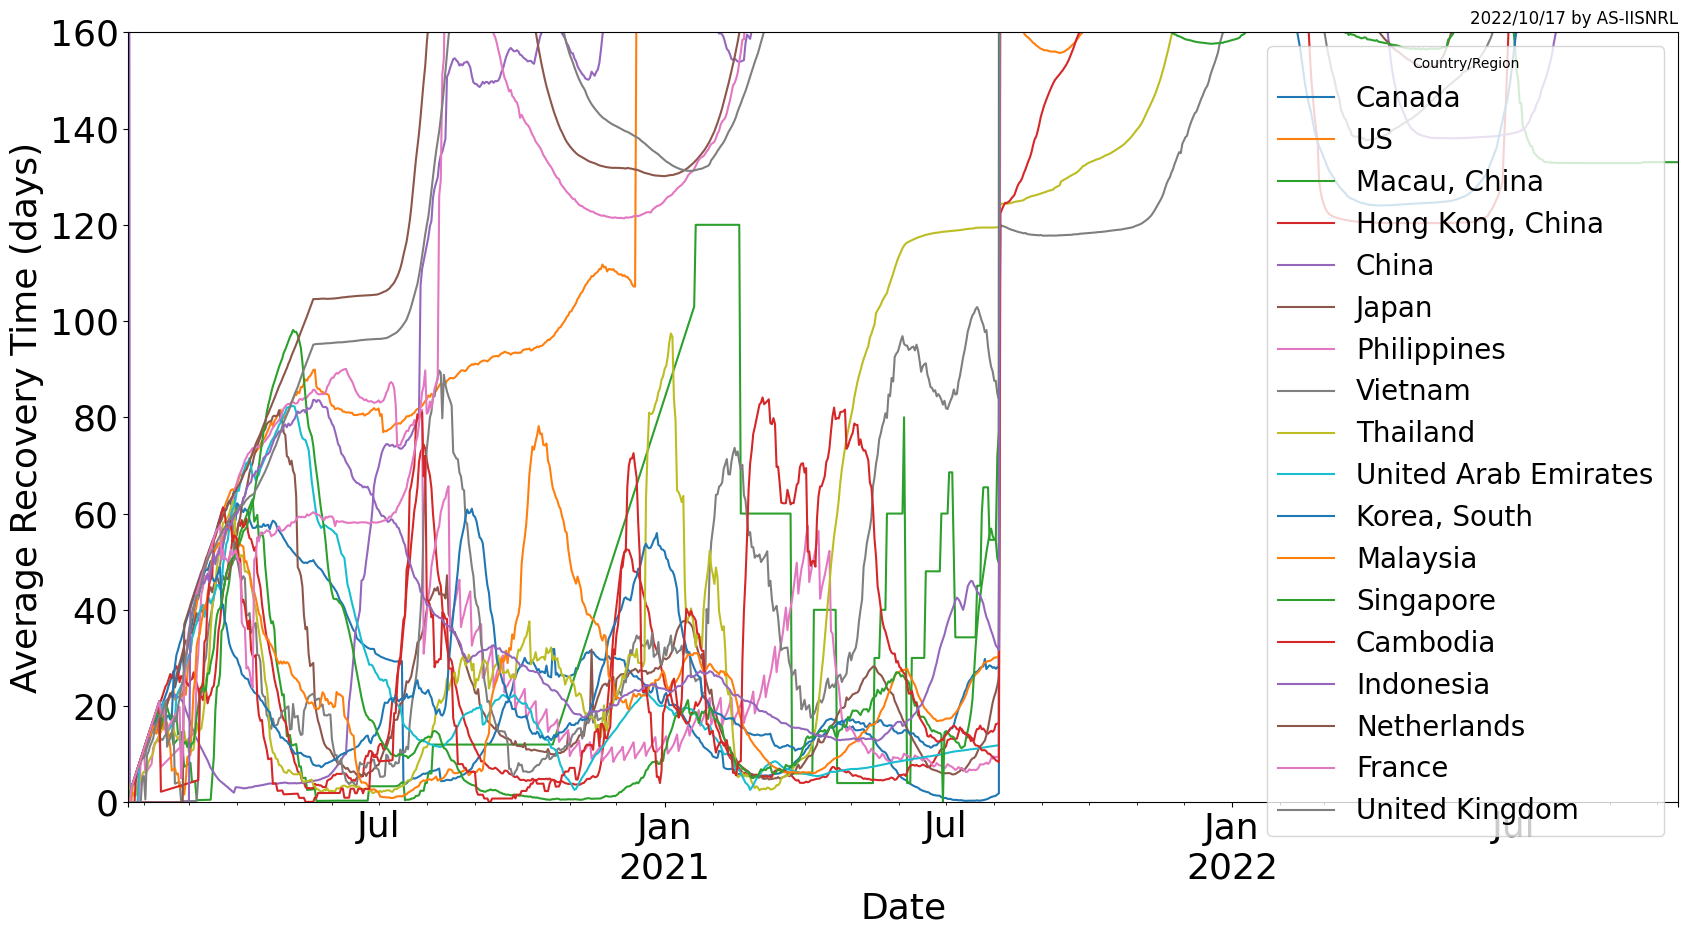 2022/10/17 by AS-IISNRL
Average Recovery Time (days)
160
140
120
100
80
60
40
20
0
Country/Region
Canada
US
Macau, China
Hong Kong, China
China
Japan
Philippines
Vietnam
Thailand
United Arab Emirates
Korea, South
Malaysia
Singapore
Cambodia
Indonesia
Netherlands
France
United Kingdom
Jul
Jan
2021
Jul
Jan
2022
Jul
Date